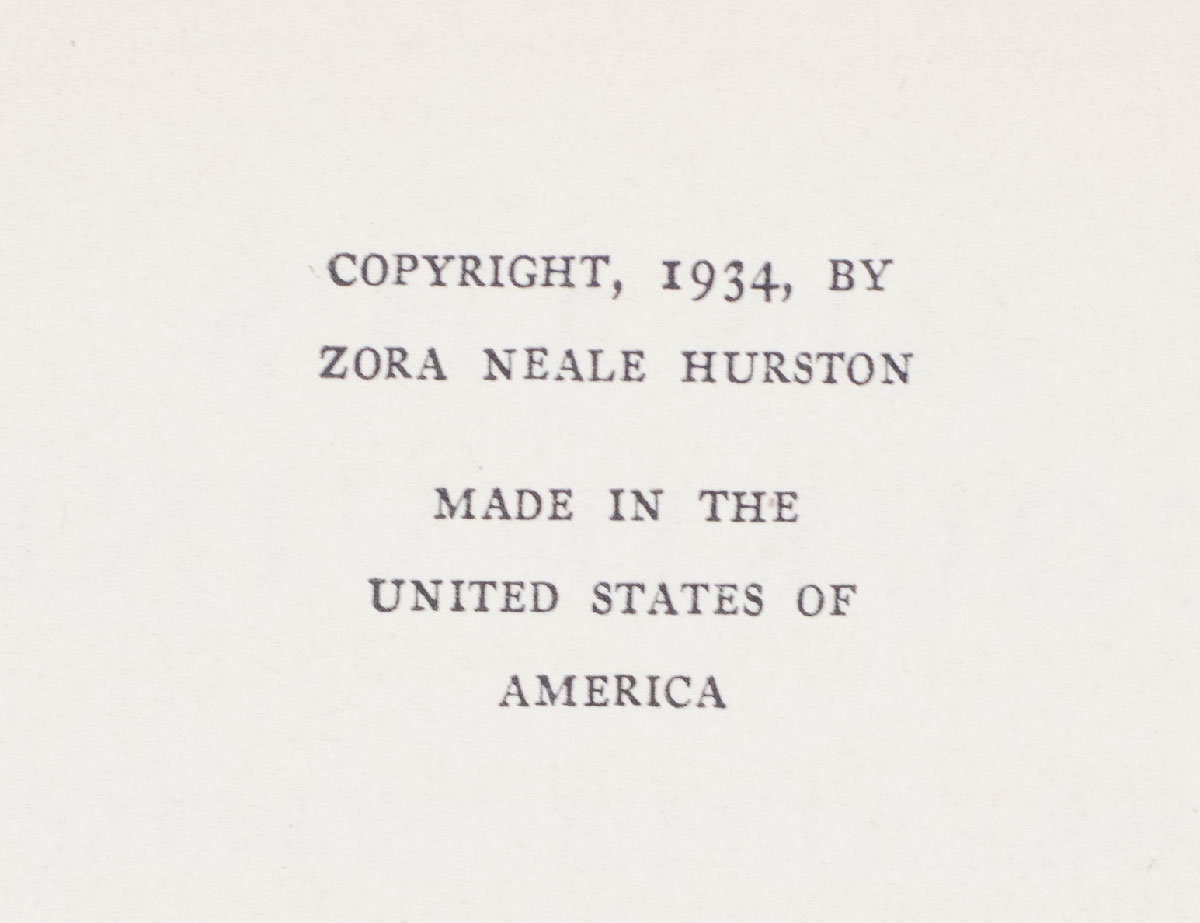 COPYRIGHT, 1934, BY
ZORA NEALE HURSTON
MADE IN THE
UNITED STATES OF
AMERICA